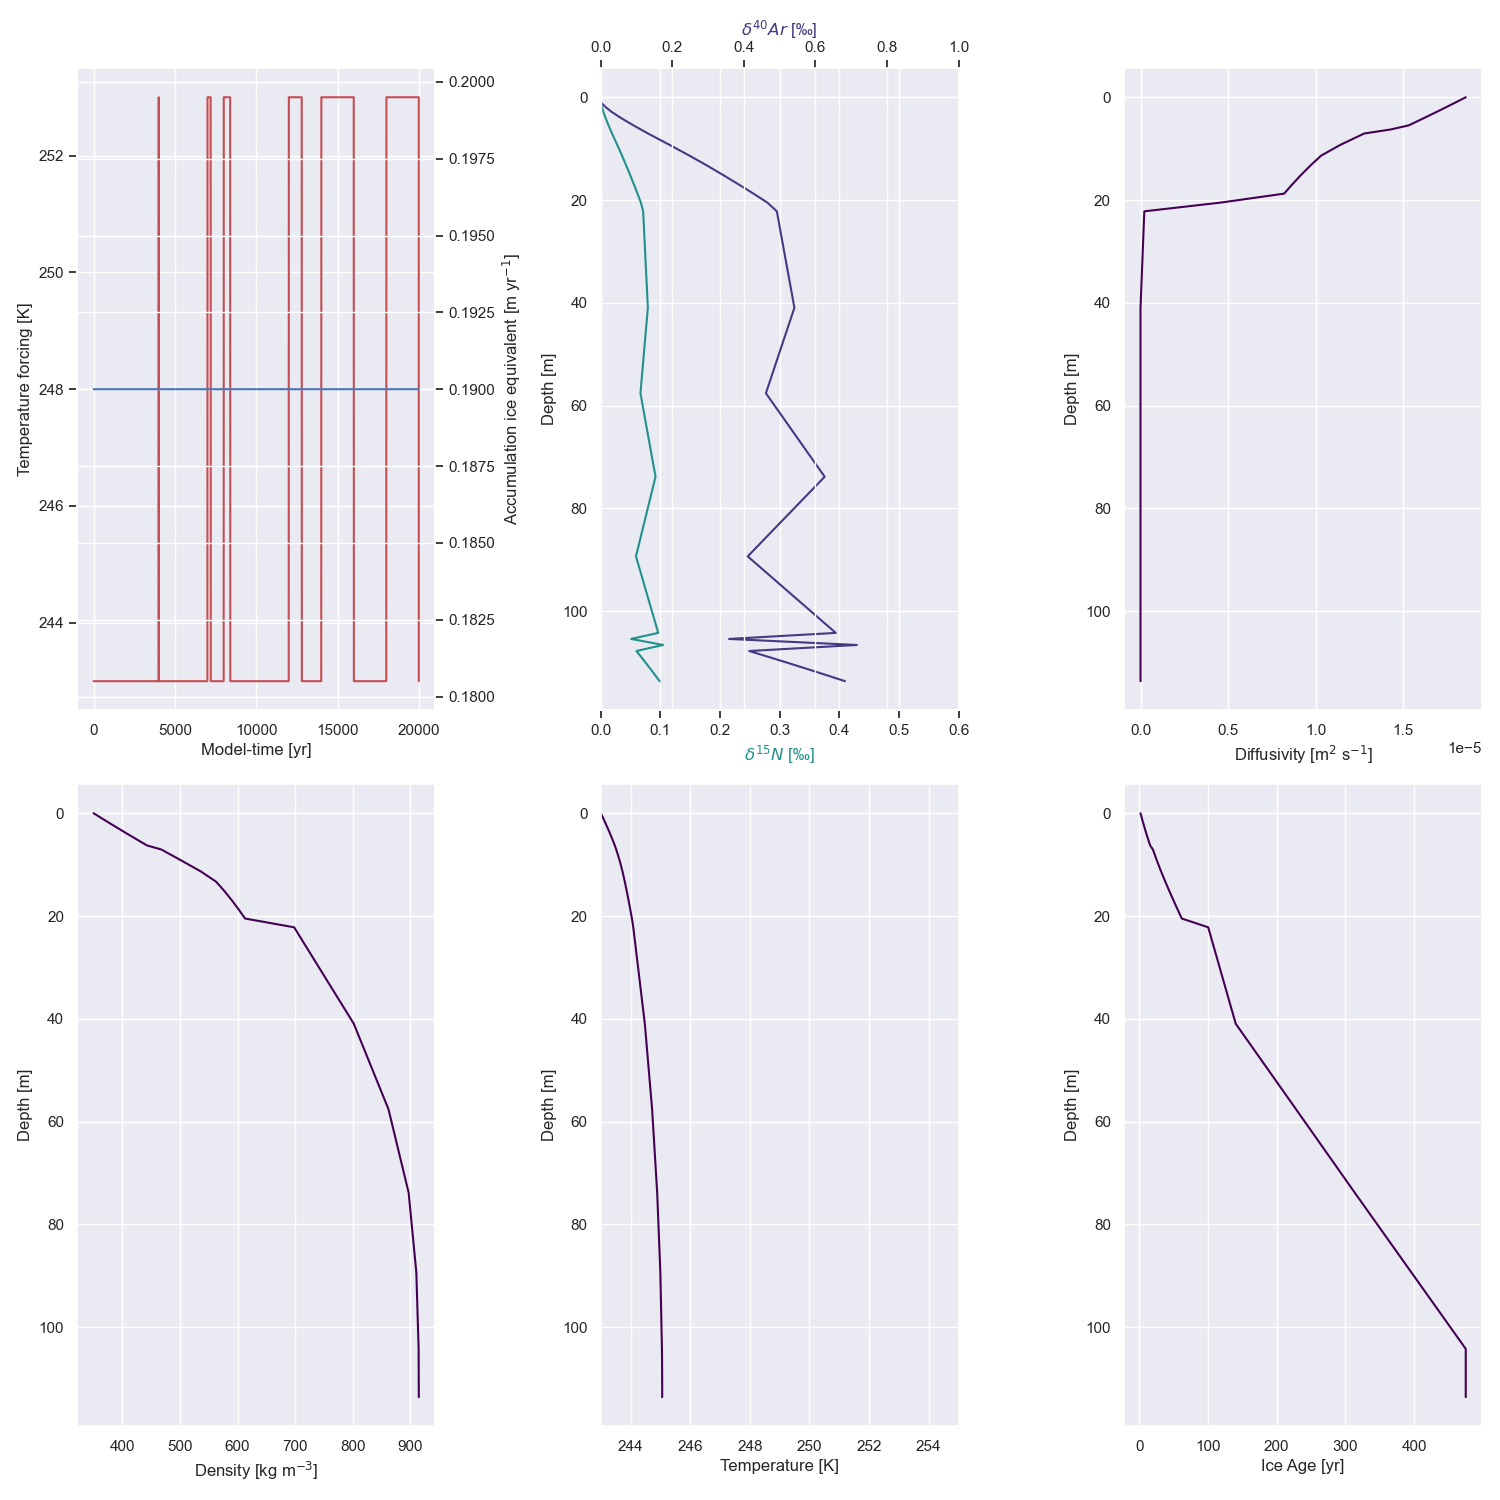 δ⁴⁰Ar [‰]
0.0 0.2 0.4 0.6 0.8 1.0
Temperature forcing [K]
252
250
248
246
244
0.2000
0.1975
0.1950
0.1925
0.1900
0.1875
0.1850
0.1825
0.1800
Accumulation ice equivalent [m yr⁻¹]
0 5000 10000 15000 20000
Model-time [yr]
Depth [m]
0
20
40
60
80
100
0.0 0.1 0.2 0.3 0.4 0.5 0.6
δ¹⁵N [‰]
Depth [m]
0
20
40
60
80
100
0.0 0.5 1.0 1.5
1e−5
Diffusivity [m² s⁻¹]
Depth [m]
0
20
40
60
80
100
400 500 600 700 800 900
Density [kg m⁻³]
Depth [m]
0
20
40
60
80
100
244 246 248 250 252 254
Temperature [K]
Depth [m]
0
20
40
60
80
100
0 100 200 300 400
Ice Age [yr]